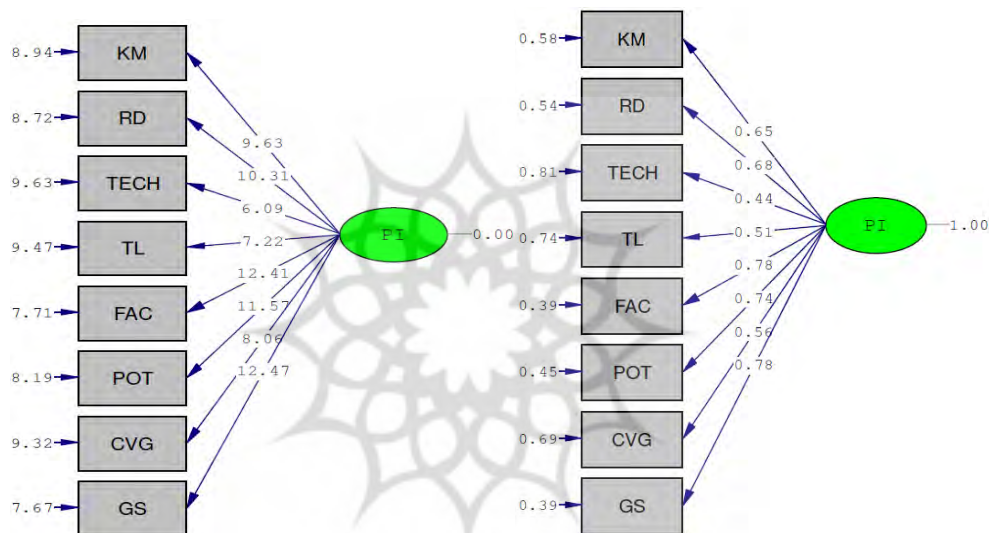 8.94 KM
8.72 RD
9.63 TECH
9.47 TL
7.71 FAC
8.19 POT
9.32 CVG
7.67 GS
9.63
10.31
6.09
7.22
12.41
11.57
8.06
12.47
PI 0.00
0.58 KM
0.54 RD
0.81 TECH
0.74 TL
0.39 FAC
0.45 POT
0.69 CVG
0.39 GS
0.65
0.68
0.44
0.51
0.78
0.74
0.56
0.78
PI 1.00